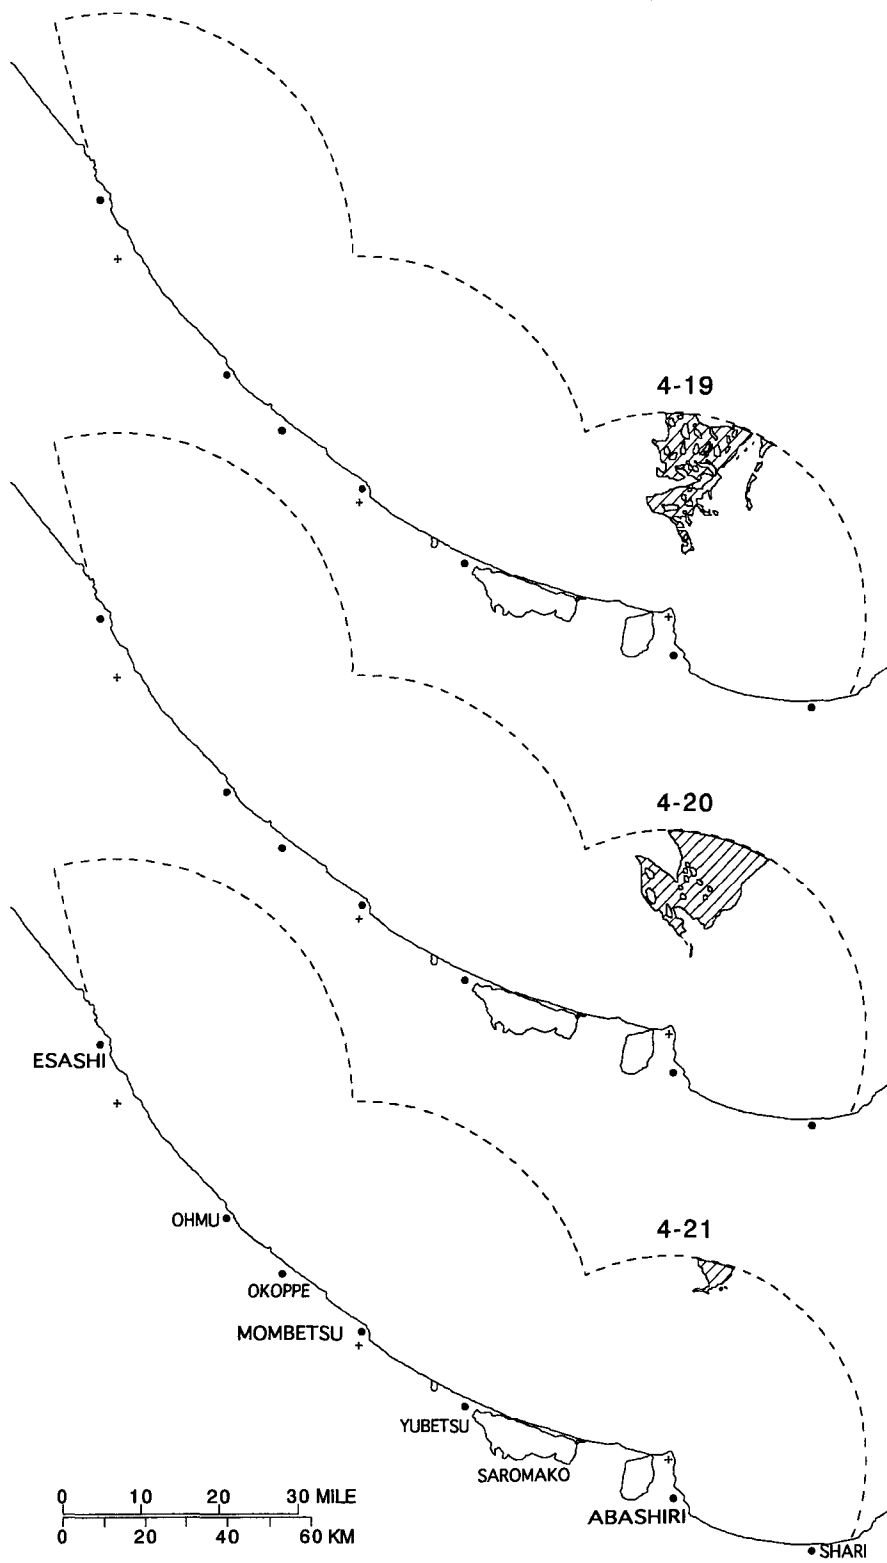 4-19
4-20
ESASHI
OHMU
4-21
OKOPPE
MOMBETSU
YUBETSU
SAROMAKO
ABASHIRI
SHARI
0 10 20 30 MILE
0 20 40 60 KM